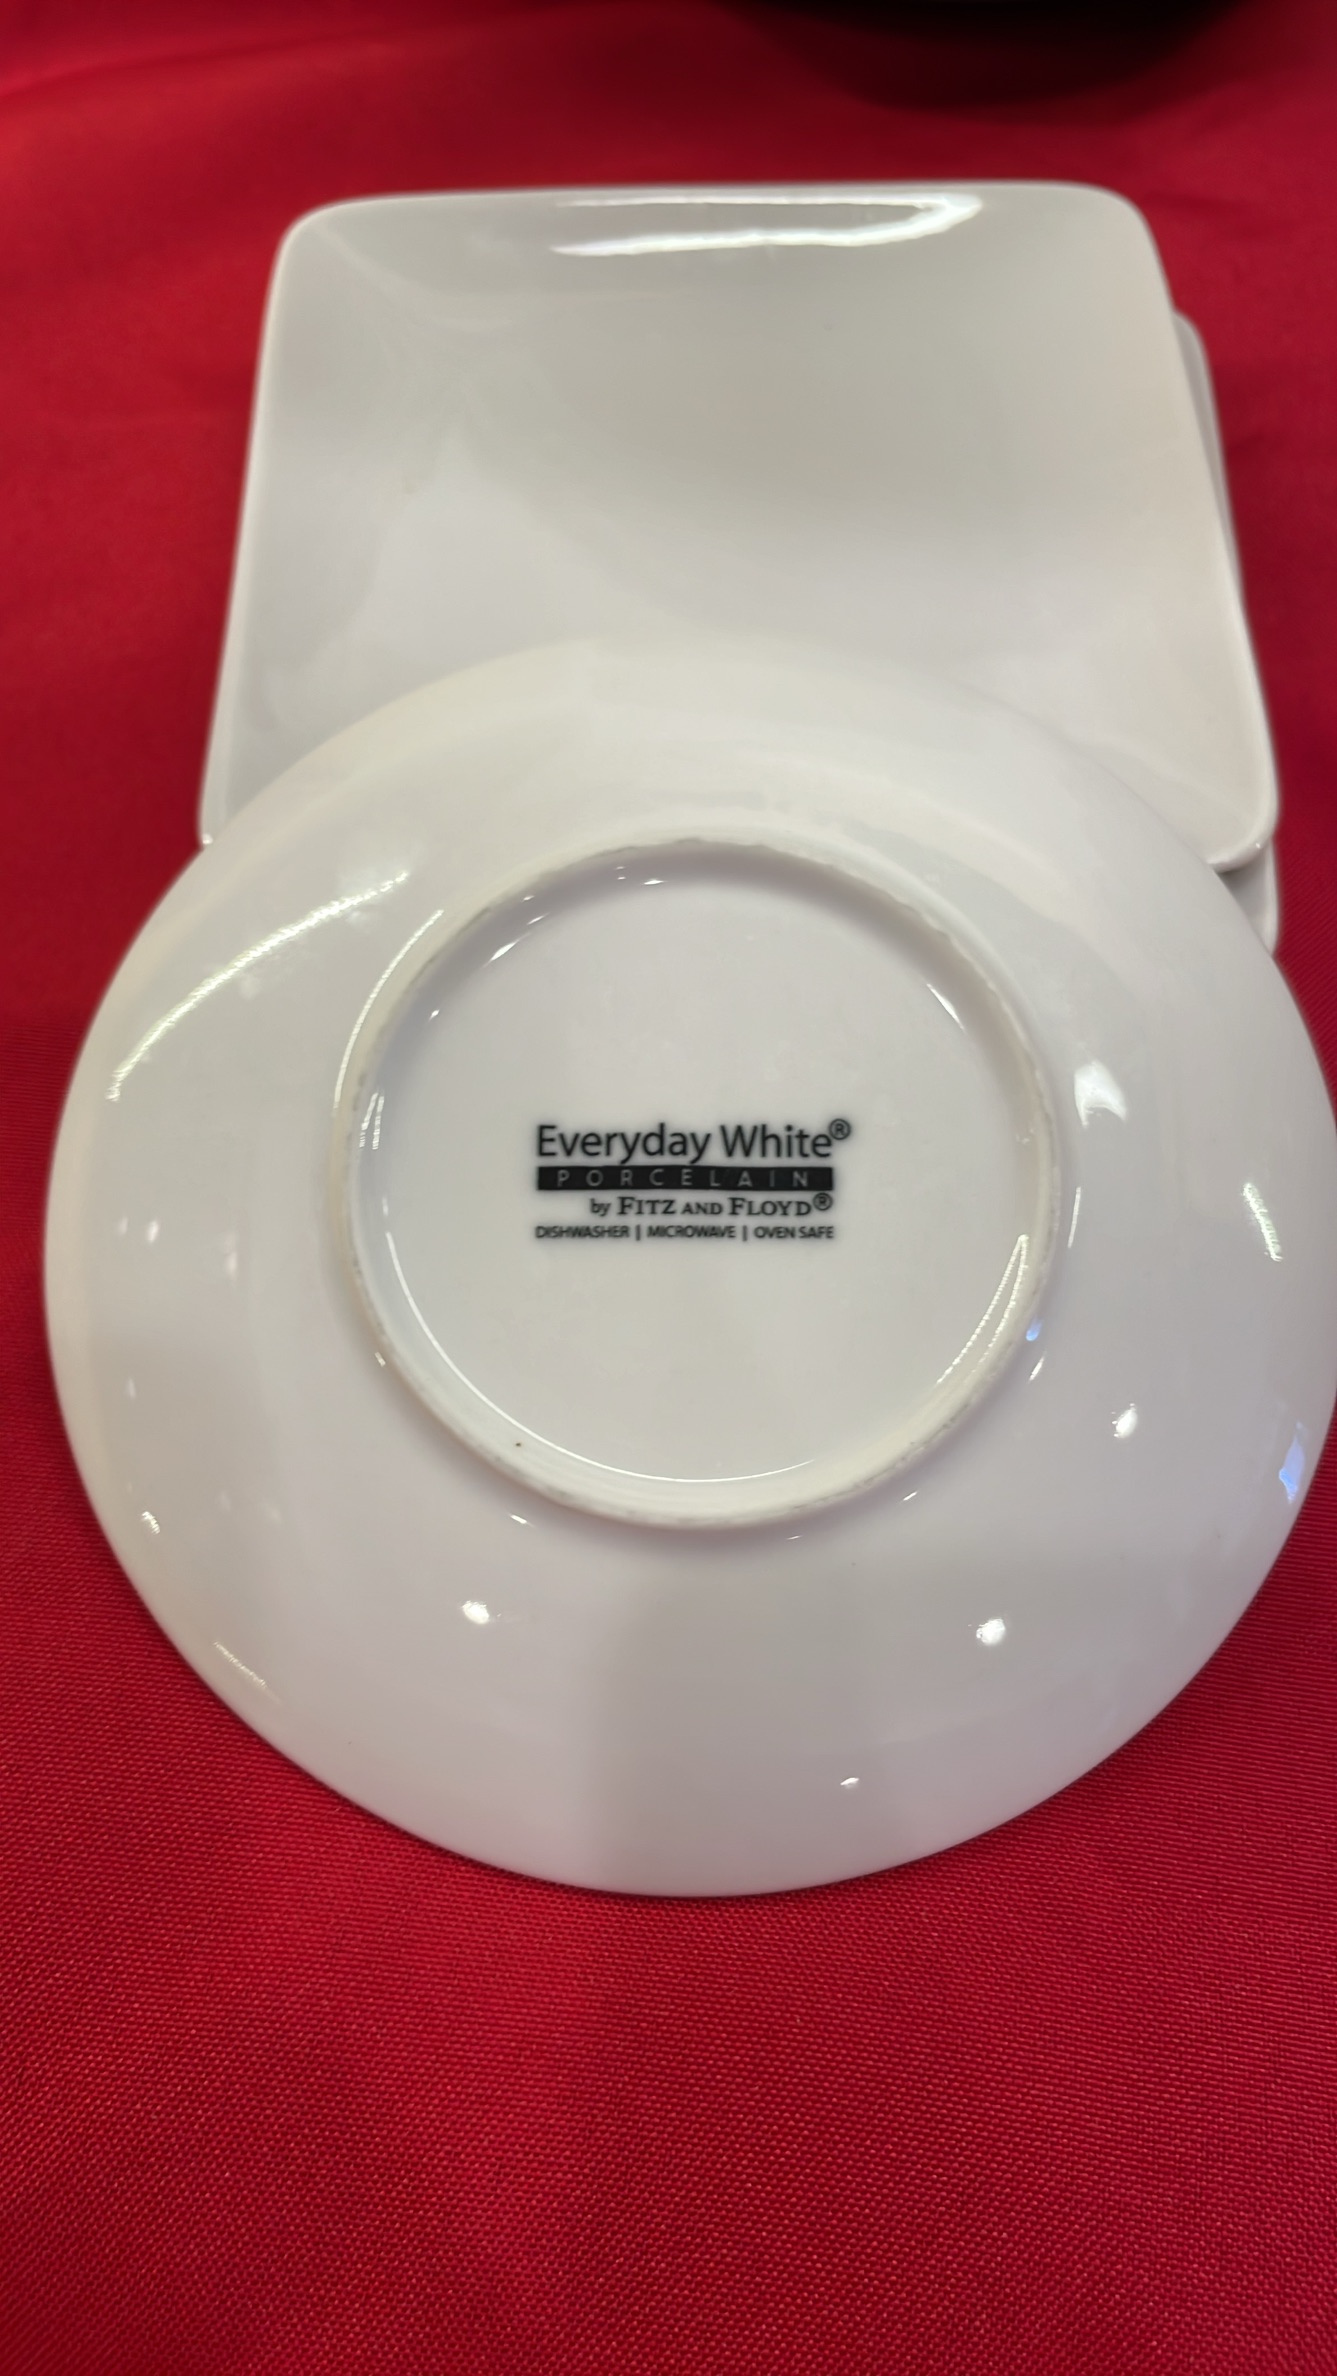 Everyday White®
PORCELAIN
by FITZ AND FLOYD®
DISHWASHER | MICROWAVE | OVEN SAFE